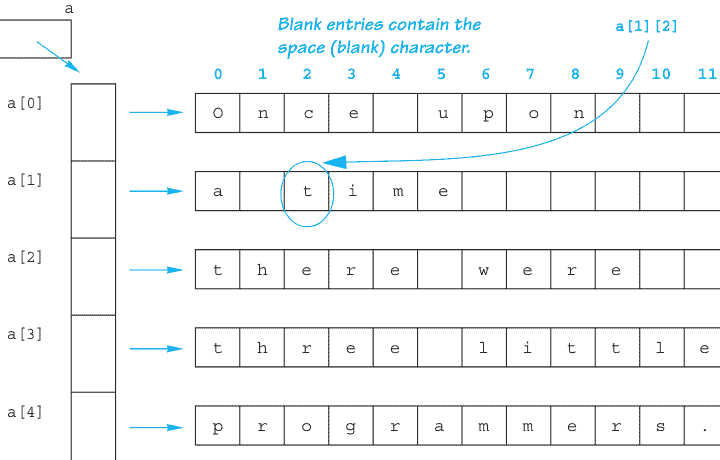 a
Blank entries contain the
space (blank) character.
a[1][2]
0 1 2 3 4 5 6 7 8 9 10 11
a[0] O n c e   u p o n
a[1] a   t i m e
a[2] t h e r e   w e r e
a[3] t h r e e   l i t t l e
a[4] p r o g r a m m e r s .